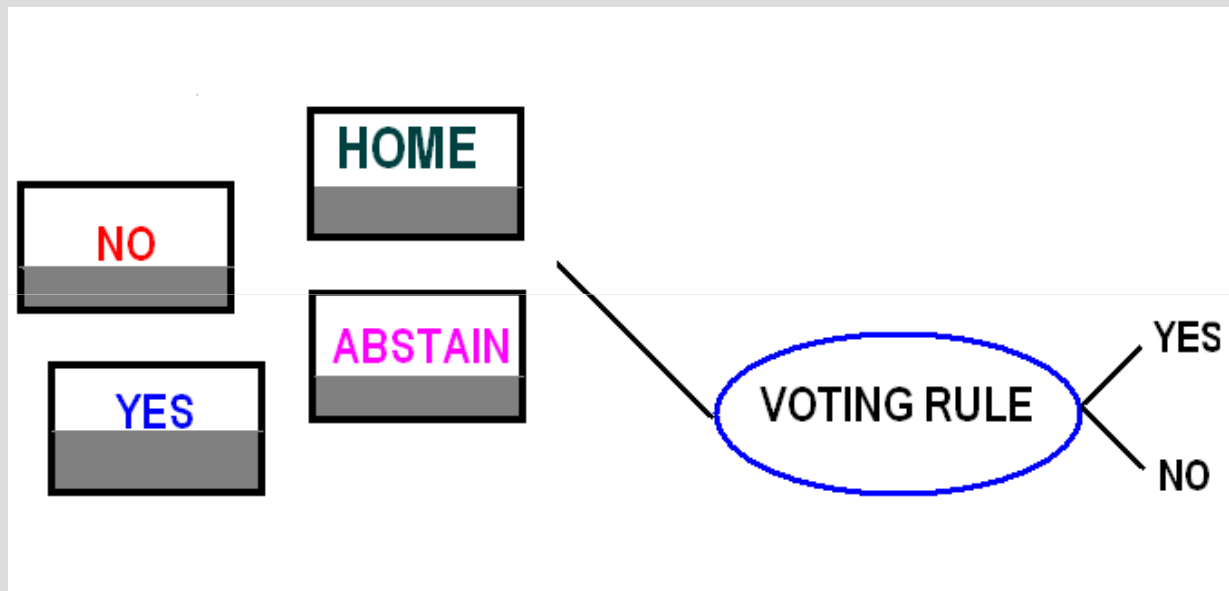 HOME
NO
ABSTAIN
YES
VOTING RULE
YES
NO